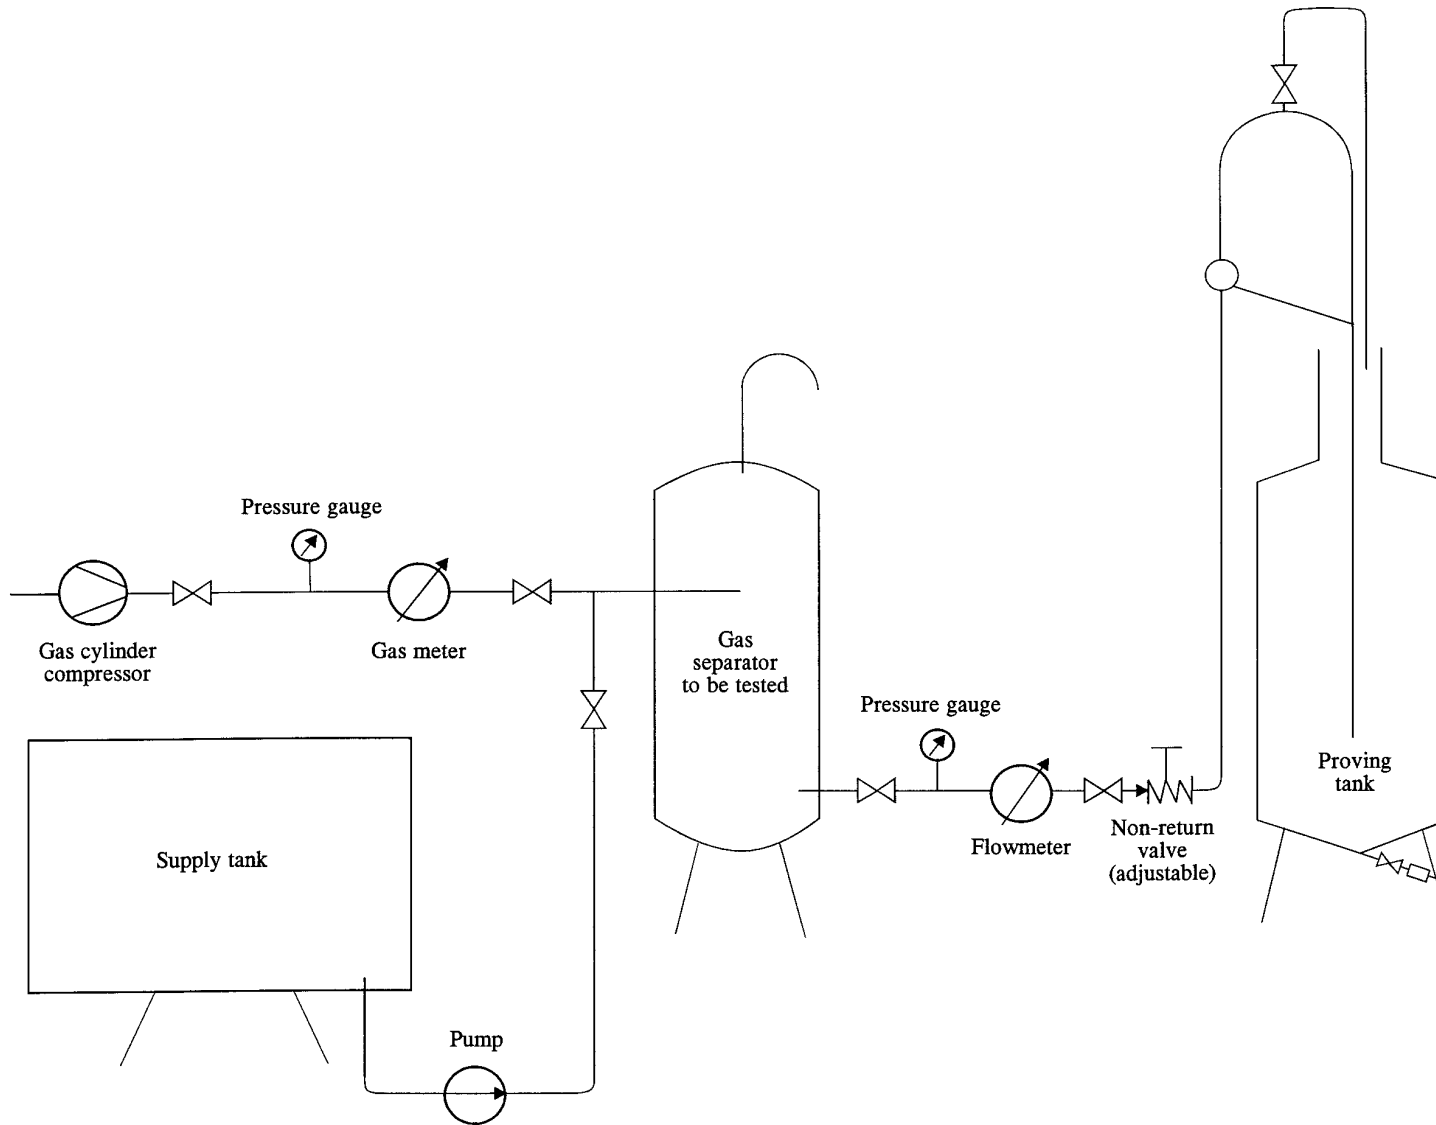 Pressure gauge
Gas cylinder
compressor
Gas meter
Gas
separator
to be tested
Pressure gauge
Flowmeter
Non-return
valve
(adjustable)
Proving
tank
Supply tank
Pump